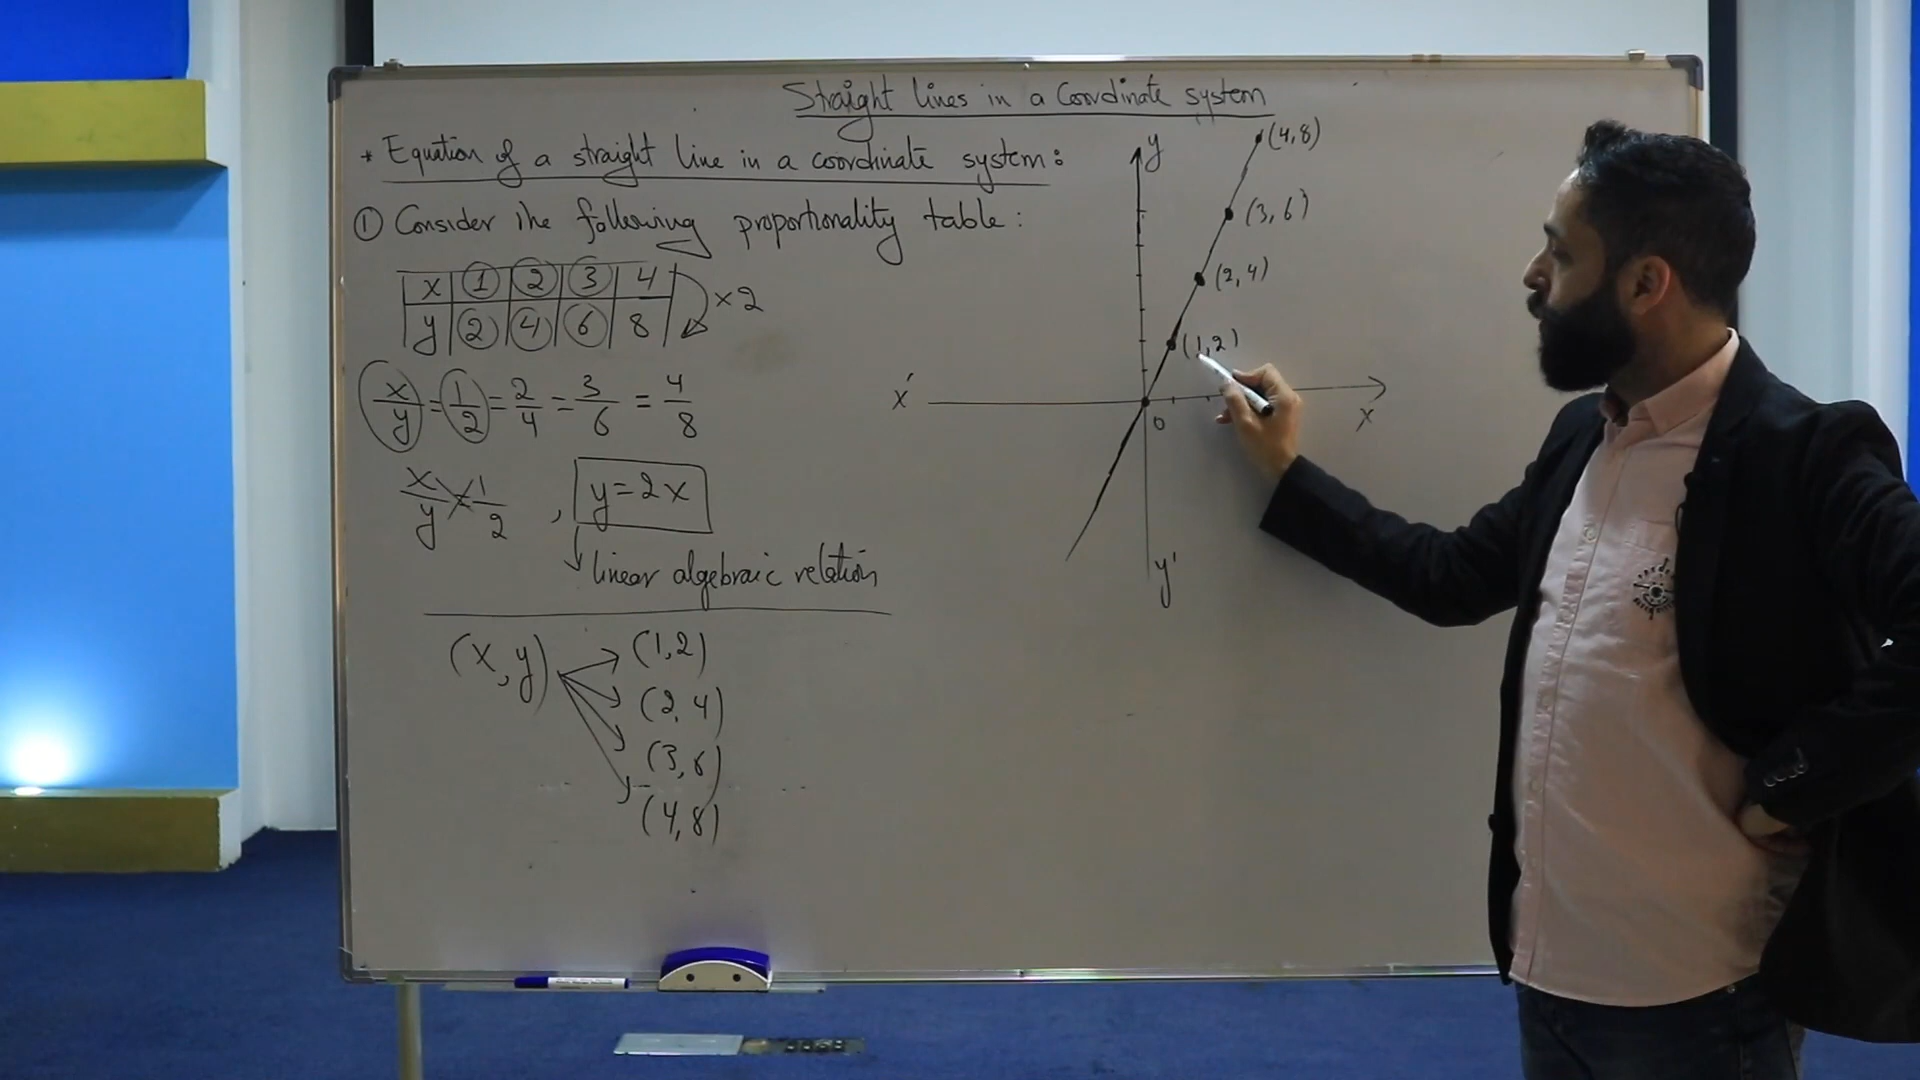 Straight lines in a Coordinate system
* Equation of a straight line in a coordinate system:
① Consider the following proportionality table:
x 1 2 3 4
y 2 4 6 8
×2
x/y = 1/2 = 2/4 = 3/6 = 4/8
x/y 1/2 , y=2x
linear algebraic relation
(x,y) (1,2)
(2,4)
(3,6)
(4,8)
y
(4,8)
(3,6)
(2,4)
(1,2)
x'
x
0
y'